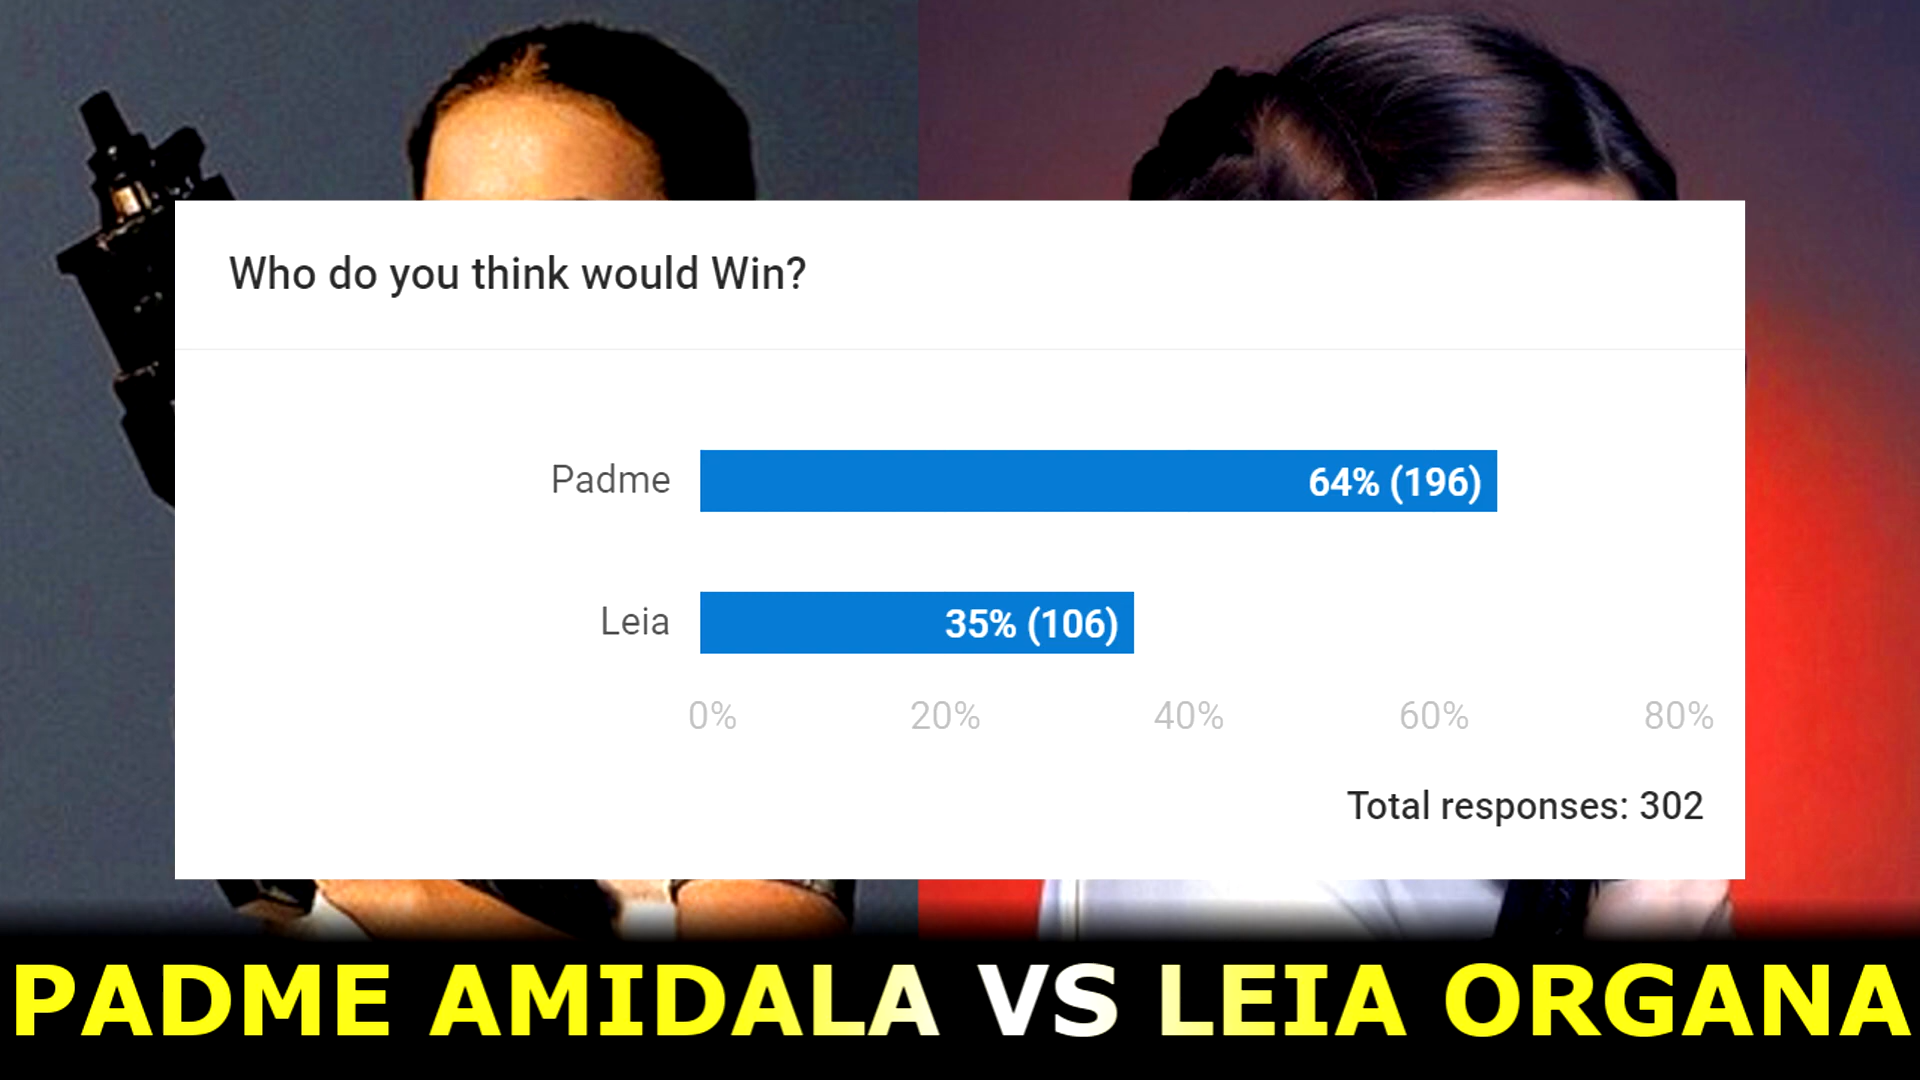 Who do you think would Win?
Padme 64% (196)
Leia 35% (106)
0% 20% 40% 60% 80%
Total responses: 302
PADME AMIDALA VS LEIA ORGANA